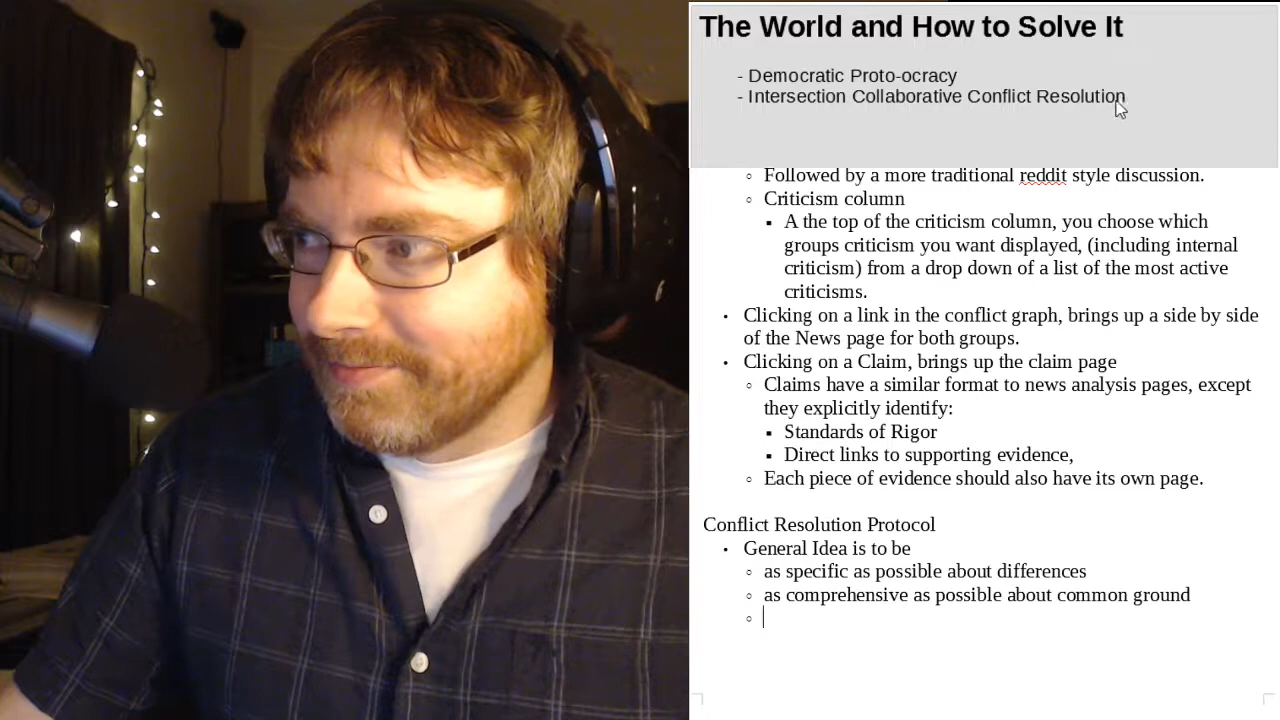 The World and How to Solve It
- Democratic Proto-ocracy
- Intersection Collaborative Conflict Resolution
◦ Followed by a more traditional reddit style discussion.
◦ Criticism column
▪ A the top of the criticism column, you choose which
groups criticism you want displayed, (including internal
criticism) from a drop down of a list of the most active
criticisms.
• Clicking on a link in the conflict graph, brings up a side by side
of the News page for both groups.
• Clicking on a Claim, brings up the claim page
◦ Claims have a similar format to news analysis pages, except
they explicitly identify:
▪ Standards of Rigor
▪ Direct links to supporting evidence,
◦ Each piece of evidence should also have its own page.
Conflict Resolution Protocol
• General Idea is to be
◦ as specific as possible about differences
◦ as comprehensive as possible about common ground
◦